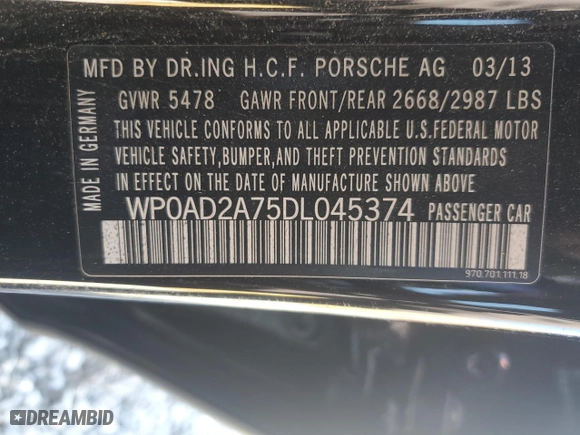 MFD BY DR.ING H.C.F. PORSCHE AG 03/13
GVWR 5478 GAWR FRONT/REAR 2668/2987 LBS
THIS VEHICLE CONFORMS TO ALL APPLICABLE U.S.FEDERAL MOTOR
VEHICLE SAFETY,BUMPER,AND THEFT PREVENTION STANDARDS
IN EFFECT ON THE DATE OF MANUFACTURE SHOWN ABOVE
WP0AD2A75DL045374 PASSENGER CAR
970.701.111.18
MADE IN GERMANY
DREAMBID